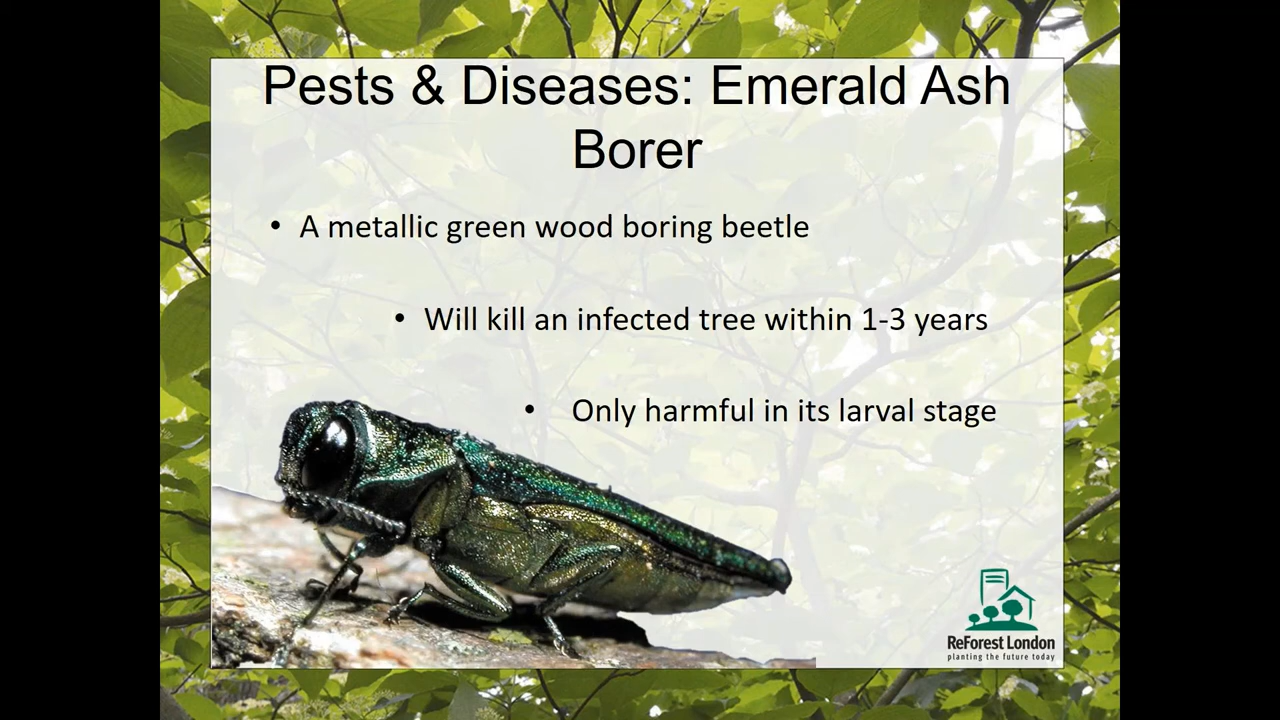 Pests & Diseases: Emerald Ash
Borer
• A metallic green wood boring beetle
• Will kill an infected tree within 1-3 years
• Only harmful in its larval stage
ReForest London
planting the future today